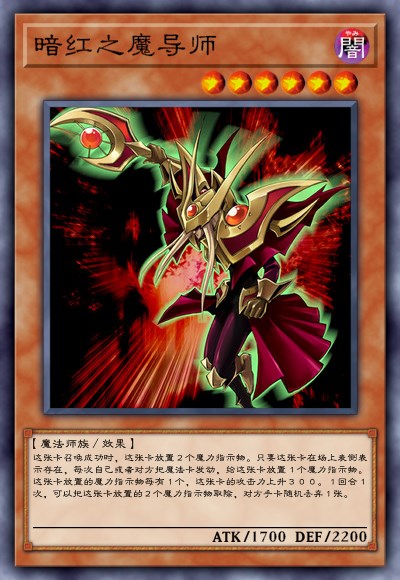 暗红之魔导师
やみ
闇
【魔法师族／效果】
这张卡召唤成功时，这张卡放置2个魔力指示物。只要这张卡在场上表侧表
示存在，每次自己或者对方把魔法卡发动，给这张卡放置1个魔力指示物。
这张卡放置的魔力指示物每有1个，这张卡的攻击力上升300。1回合1
次，可以把这张卡放置的2个魔力指示物取除，对方手卡随机丢弃1张。
ATK/1700 DEF/2200